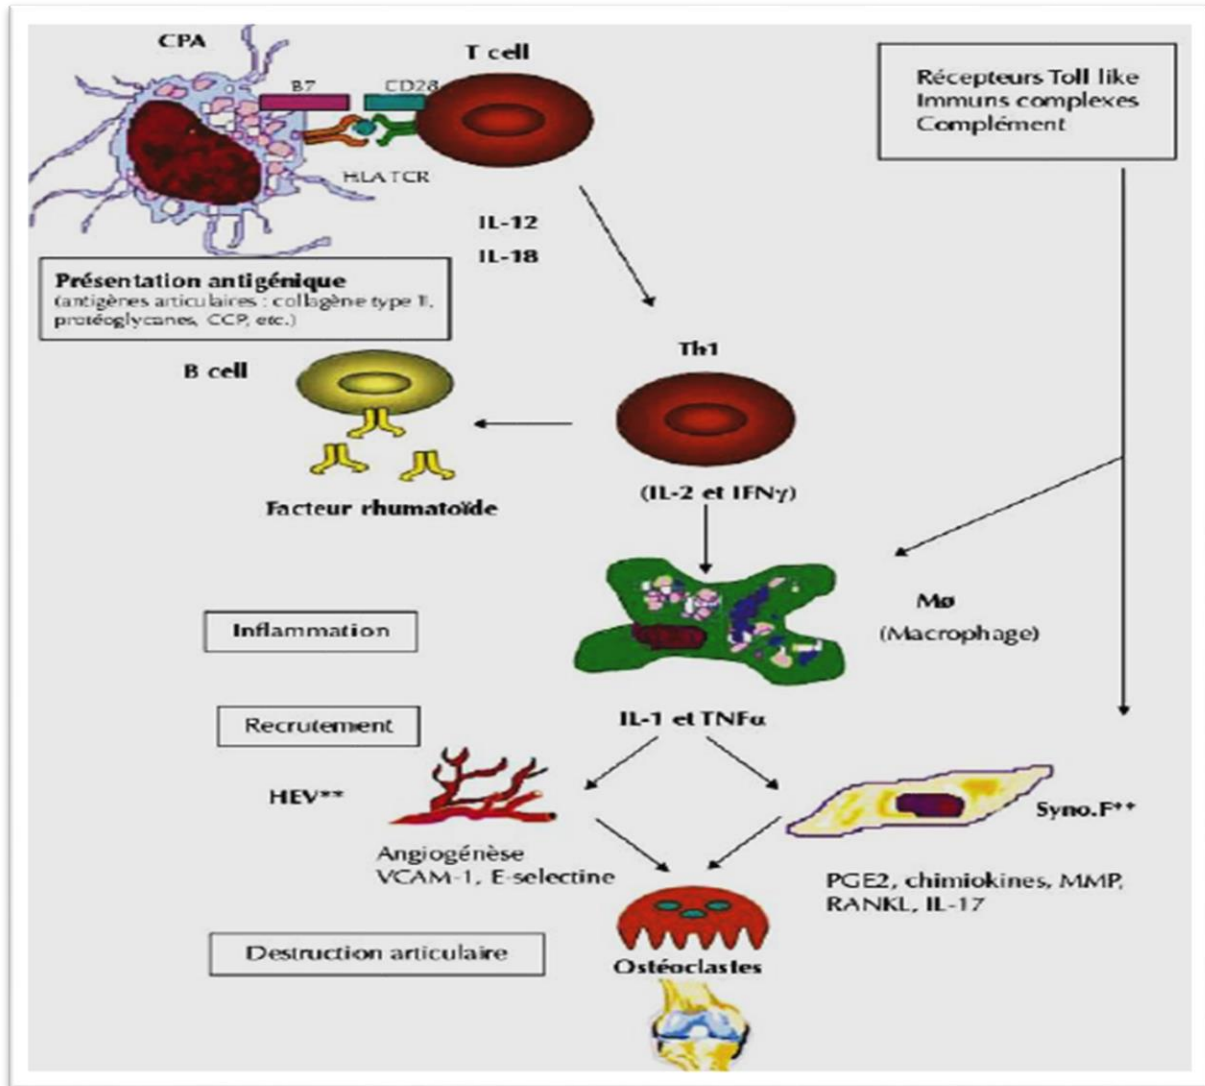 CPA
T cell
B7
CD28
HLA TCR
Récepteurs Toll like
Immuns complexes
Complément
IL-12
IL-18
Présentation antigénique
(antigènes articulaires : collagène type II,
protéoglycanes, CCP, etc.)
B cell
Th1
Facteur rhumatoïde
(IL-2 et IFNγ)
Inflammation
Mø
(Macrophage)
Recrutement
IL-1 et TNFα
HEV**
Syno.F**
Angiogénèse
VCAM-1, E-selectine
PGE2, chimiokines, MMP,
RANKL, IL-17
Destruction articulaire
Ostéoclastes